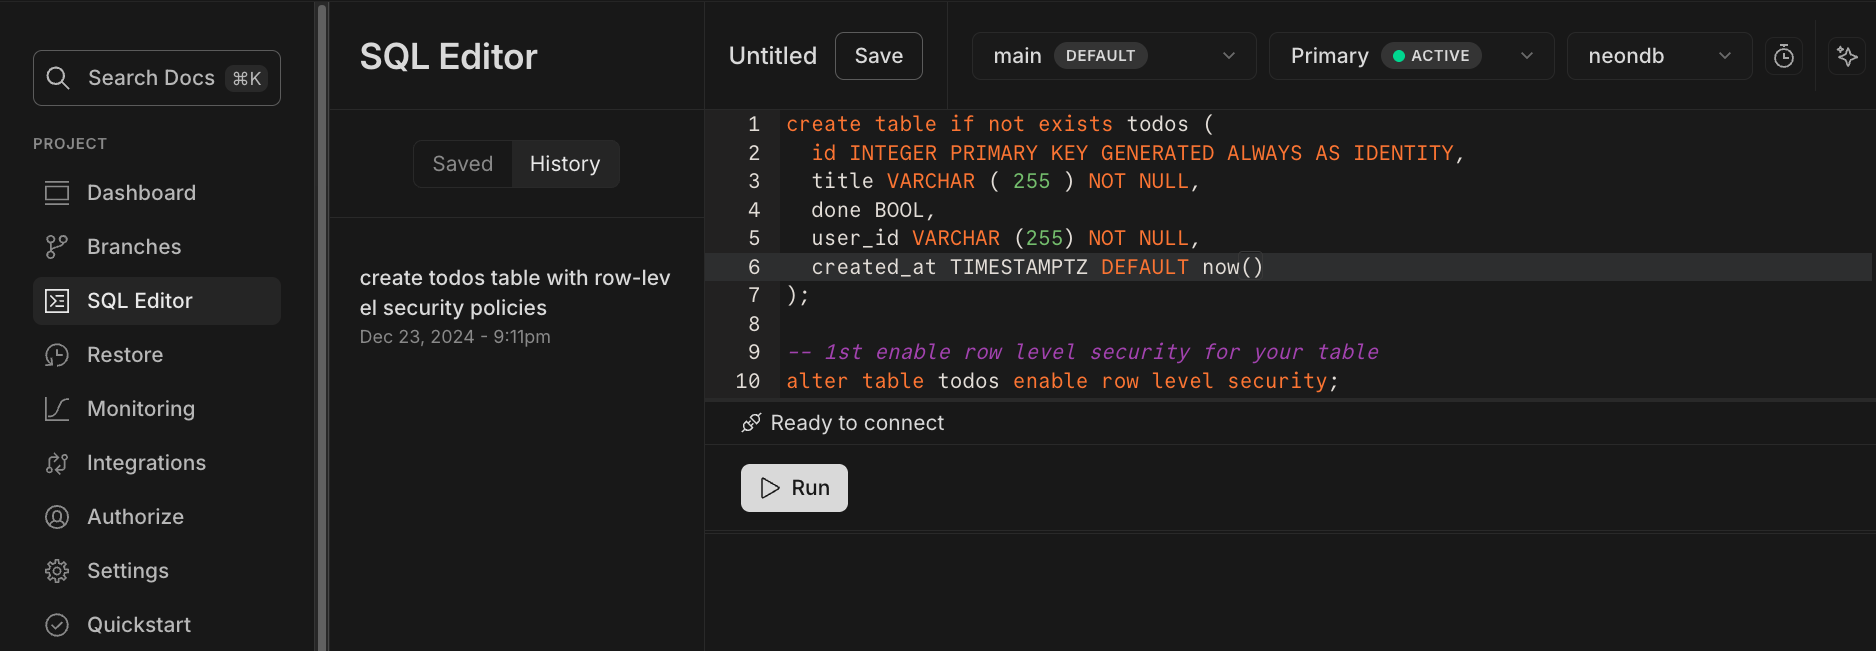 Search Docs ⌘K
PROJECT
Dashboard
Branches
SQL Editor
Restore
Monitoring
Integrations
Authorize
Settings
Quickstart
SQL Editor
Saved History
create todos table with row-lev
el security policies
Dec 23, 2024 - 9:11pm
Untitled Save main DEFAULT Primary ACTIVE neondb
1 create table if not exists todos (
2   id INTEGER PRIMARY KEY GENERATED ALWAYS AS IDENTITY,
3   title VARCHAR ( 255 ) NOT NULL,
4   done BOOL,
5   user_id VARCHAR (255) NOT NULL,
6   created_at TIMESTAMPTZ DEFAULT now()
7 );
8
9 -- 1st enable row level security for your table
10 alter table todos enable row level security;
Ready to connect
Run